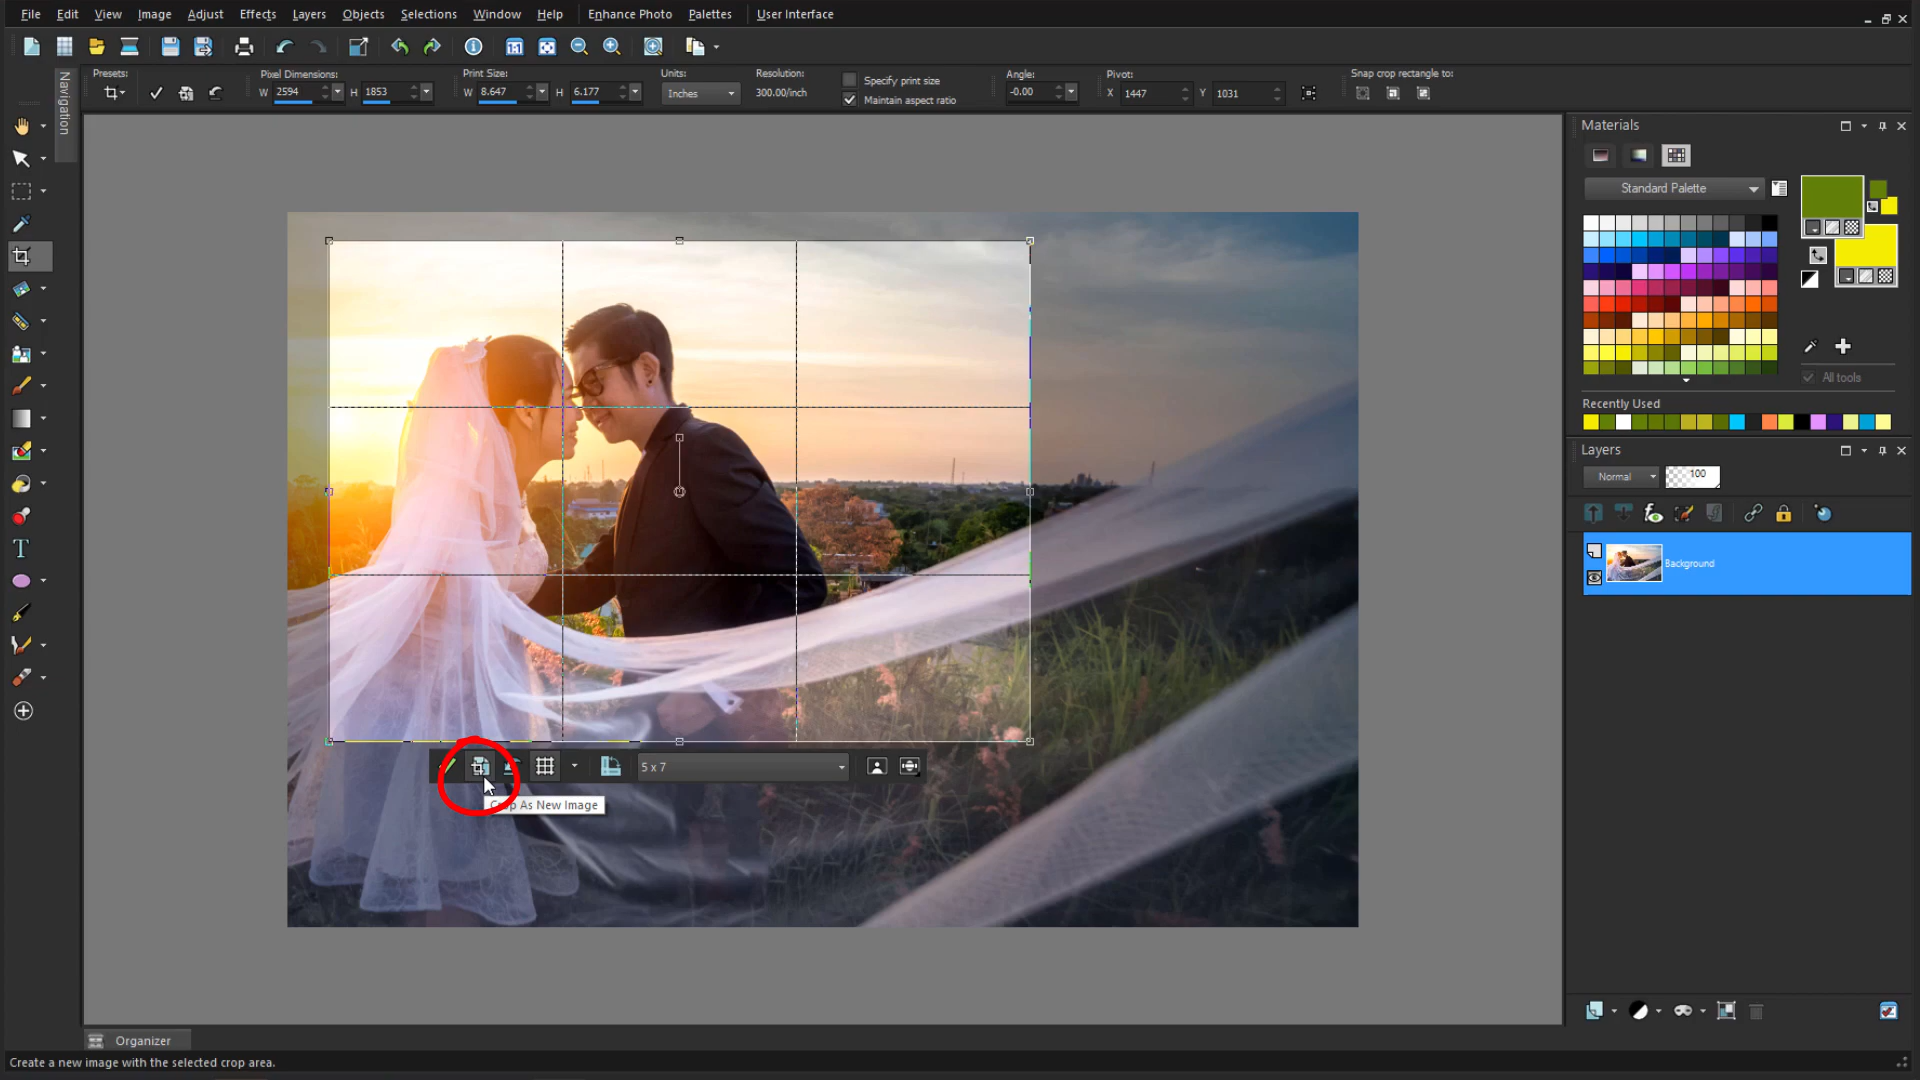 File Edit View Image Adjust Effects Layers Objects Selections Window Help Enhance Photo Palettes User Interface
Presets: Pixel Dimensions: Print Size: Units: Resolution: Specify print size Angle: Pivot: Snap crop rectangle to:
W 2594 H 1853 W 8.647 H 6.177 Inches 300.00/inch Maintain aspect ratio -0.00 X 1447 Y 1031
Navigation
Materials
Standard Palette
All tools
Recently Used
Layers
Normal 100
Background
T
5 x 7
Crop As New Image
Organizer
Create a new image with the selected crop area.